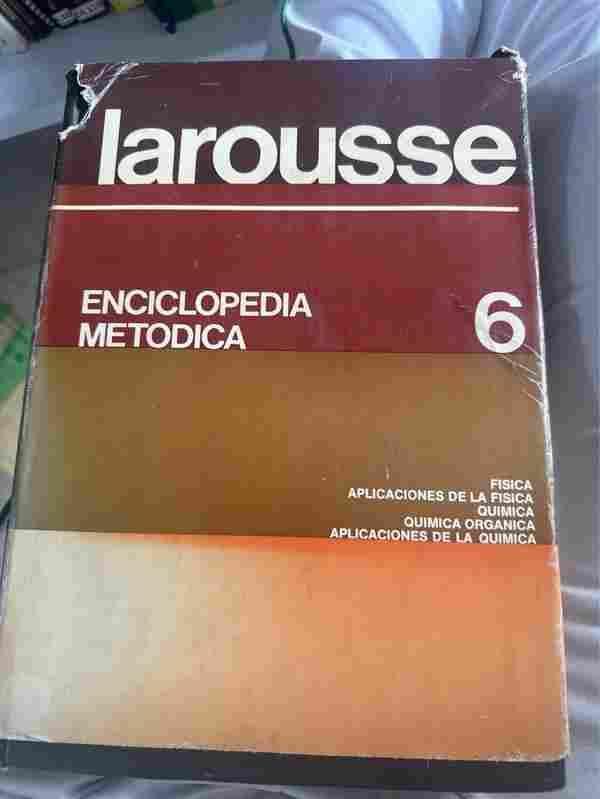 larousse
ENCICLOPEDIA
METODICA
6
FISICA
APLICACIONES DE LA FISICA
QUIMICA
QUIMICA ORGANICA
APLICACIONES DE LA QUIMICA